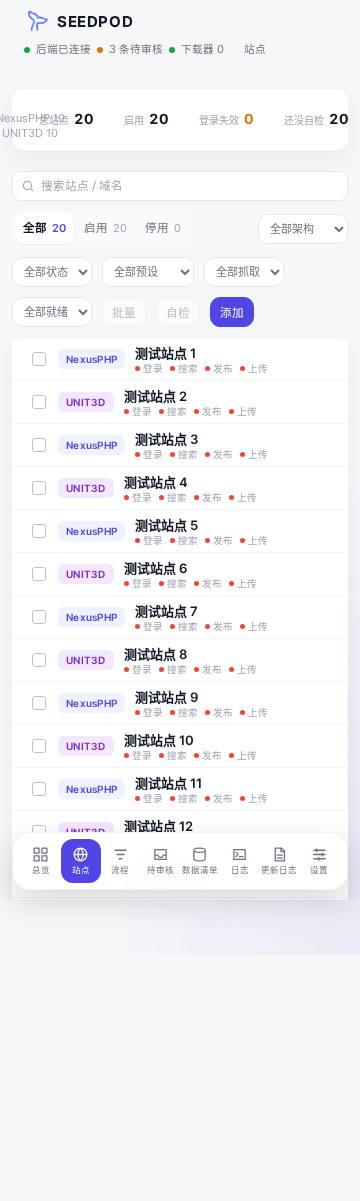 SEEDPOD
后端已连接 3 条待审核 下载器 0 站点
NexusPHP 10
UNIT3D 10
总站点 20 启用 20 登录失效 0 还没自检 20
搜索站点 / 域名
全部 20 启用 20 停用 0 全部架构
全部状态 全部预设 全部抓取
全部就绪 批量 自检 添加
NexusPHP 测试站点 1
登录 搜索 发布 上传
UNIT3D 测试站点 2
登录 搜索 发布 上传
NexusPHP 测试站点 3
登录 搜索 发布 上传
UNIT3D 测试站点 4
登录 搜索 发布 上传
NexusPHP 测试站点 5
登录 搜索 发布 上传
UNIT3D 测试站点 6
登录 搜索 发布 上传
NexusPHP 测试站点 7
登录 搜索 发布 上传
UNIT3D 测试站点 8
登录 搜索 发布 上传
NexusPHP 测试站点 9
登录 搜索 发布 上传
UNIT3D 测试站点 10
登录 搜索 发布 上传
NexusPHP 测试站点 11
登录 搜索 发布 上传
UNIT3D 测试站点 12
总览 站点 流程 待审核 数据清单 日志 更新日志 设置